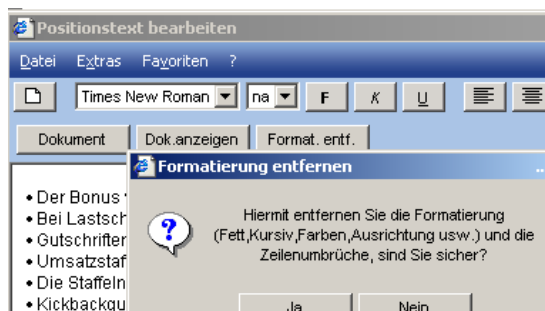 Positionstext bearbeiten
Datei Extras Favoriten ?
Times New Roman na F K U
Dokument Dok.anzeigen Format. entf.
Formatierung entfernen ..
• Der Bonus
• Bei Lastsch
• Gutschrifter
• Umsatzstaf
• Die Staffeln
• Kickbackgu
Hiermit entfernen Sie die Formatierung
(Fett,Kursiv,Farben,Ausrichtung usw.) und die
Zeilenumbrüche, sind Sie sicher?
Ja Nein